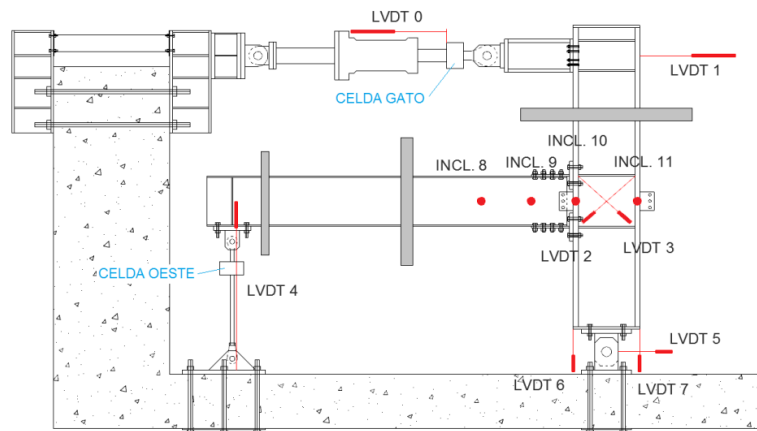 LVDT 0
LVDT 1
CELDA GATO
INCL. 10
INCL. 8
INCL. 9
INCL. 11
LVDT 2
LVDT 3
CELDA OESTE
LVDT 4
LVDT 5
LVDT 6
LVDT 7